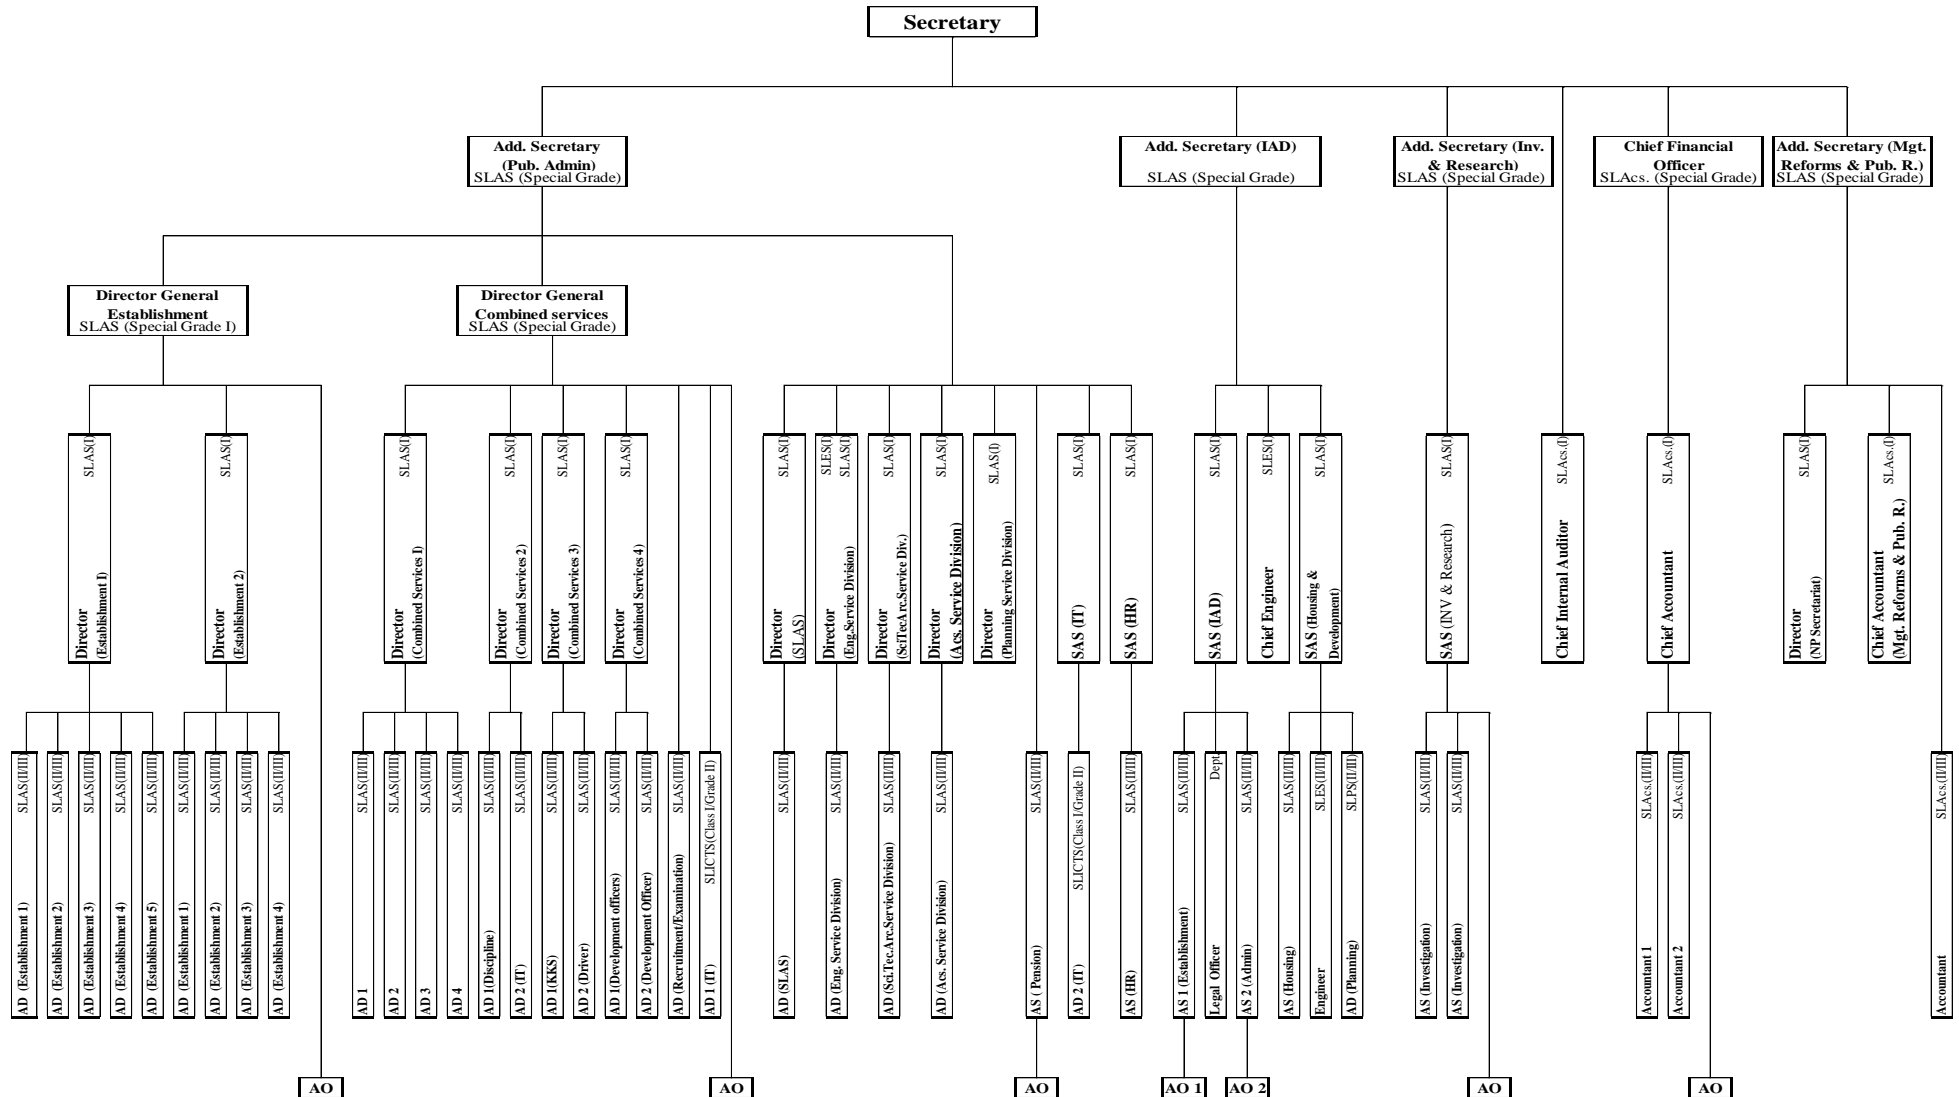 Secretary
Add. Secretary
(Pub. Admin)
SLAS (Special Grade)
Add. Secretary (IAD)
SLAS (Special Grade)
Add. Secretary (Inv.
& Research)
SLAS (Special Grade)
Chief Financial
Officer
SLAcs. (Special Grade)
Add. Secretary (Mgt.
Reforms & Pub. R.)
SLAS (Special Grade)
Director General
Establishment
SLAS (Special Grade I)
Director General
Combined services
SLAS (Special Grade)
Director
(Establishment I)
SLAS(I)
Director
(Establishment 2)
SLAS(I)
Director
(Combined Services I)
SLAS(I)
Director
(Combined Services 2)
SLAS(I)
Director
(Combined Services 3)
SLAS(I)
Director
(Combined Services 4)
SLAS(I)
Director
(SLAS)
SLAS(I)
Director
(Eng.Service Division)
SLES(I)
SLAS(I)
Director
(SciTecArc.Service Div.)
SLAS(I)
Director
(Acs. Service Division)
SLAS(I)
Director
(Planning Service Division)
SLAS(I)
SAS (IT)
SLAS(I)
SAS (HR)
SLAS(I)
SAS (IAD)
SLAS(I)
Chief Engineer
SLES(I)
SAS (Housing &
Development)
SLAS(I)
SAS (INV & Research)
SLAS(I)
Chief Internal Auditor
SLAcs.(I)
Chief Accountant
SLAcs.(I)
Director
(NP Secretariat)
SLAS(I)
Chief Accountant
(Mgt. Reforms & Pub. R.)
SLAcs.(I)
AD (Establishment 1) SLAS(II/III)
AD (Establishment 2) SLAS(II/III)
AD (Establishment 3) SLAS(II/III)
AD (Establishment 4) SLAS(II/III)
AD (Establishment 5) SLAS(II/III)
AD (Establishment 1) SLAS(II/III)
AD (Establishment 2) SLAS(II/III)
AD (Establishment 3) SLAS(II/III)
AD (Establishment 4) SLAS(II/III)
AD 1 SLAS(II/III)
AD 2 SLAS(II/III)
AD 3 SLAS(II/III)
AD 4 SLAS(II/III)
AD 1(Discipline) SLAS(II/III)
AD 2 (IT) SLAS(II/III)
AD 1(KKS) SLAS(II/III)
AD 2 (Driver) SLAS(II/III)
AD 1(Development officers) SLAS(II/III)
AD 2 (Development Officer) SLAS(II/III)
AD (Recruitment/Examination) SLAS(II/III)
AD 1 (IT) SLICTS(Class I/Grade II)
AD (SLAS) SLAS(II/III)
AD (Eng. Service Division) SLAS(II/III)
AD (Sci.Tec.Arc.Service Division) SLAS(II/III)
AD (Acs. Service Division) SLAS(II/III)
AS ( Pension) SLAS(II/III)
AD 2 (IT) SLICTS(Class I/Grade II)
AS (HR) SLAS(II/III)
AS 1 (Establishment) SLAS(II/III)
Legal Officer Dept
AS 2 (Admin) SLAS(II/III)
AS (Housing) SLAS(II/III)
Engineer SLES(II/III)
AD (Planning) SLPS(II/III)
AS (Investigation) SLAS(II/III)
AS (Investigation) SLAS(II/III)
Accountant 1 SLAcs.(II/III)
Accountant 2 SLAcs.(II/III)
Accountant SLAcs.(II/III)
AO
AO
AO
AO 1
AO 2
AO
AO